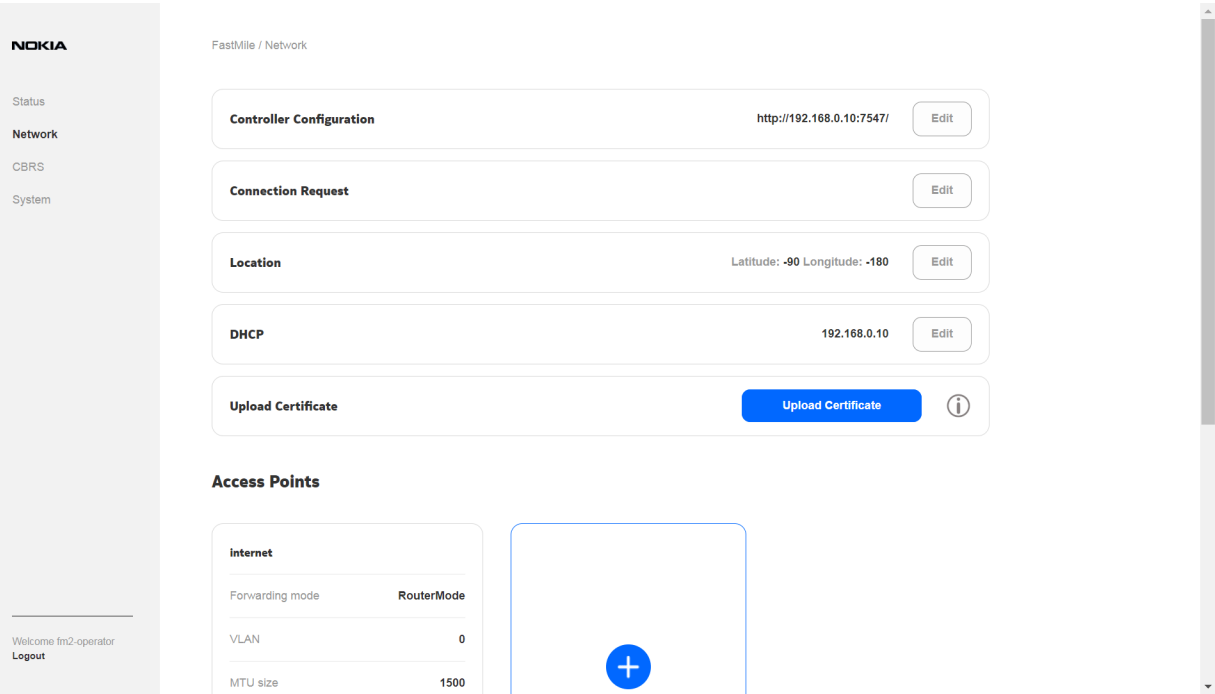 NOKIA
FastMile / Network
Status
Network
CBRS
System
Controller Configuration http://192.168.0.10:7547/ Edit
Connection Request Edit
Location Latitude: -90 Longitude: -180 Edit
DHCP 192.168.0.10 Edit
Upload Certificate Upload Certificate
Access Points
internet
Forwarding mode RouterMode
VLAN 0
MTU size 1500
Welcome fm2-operator
Logout